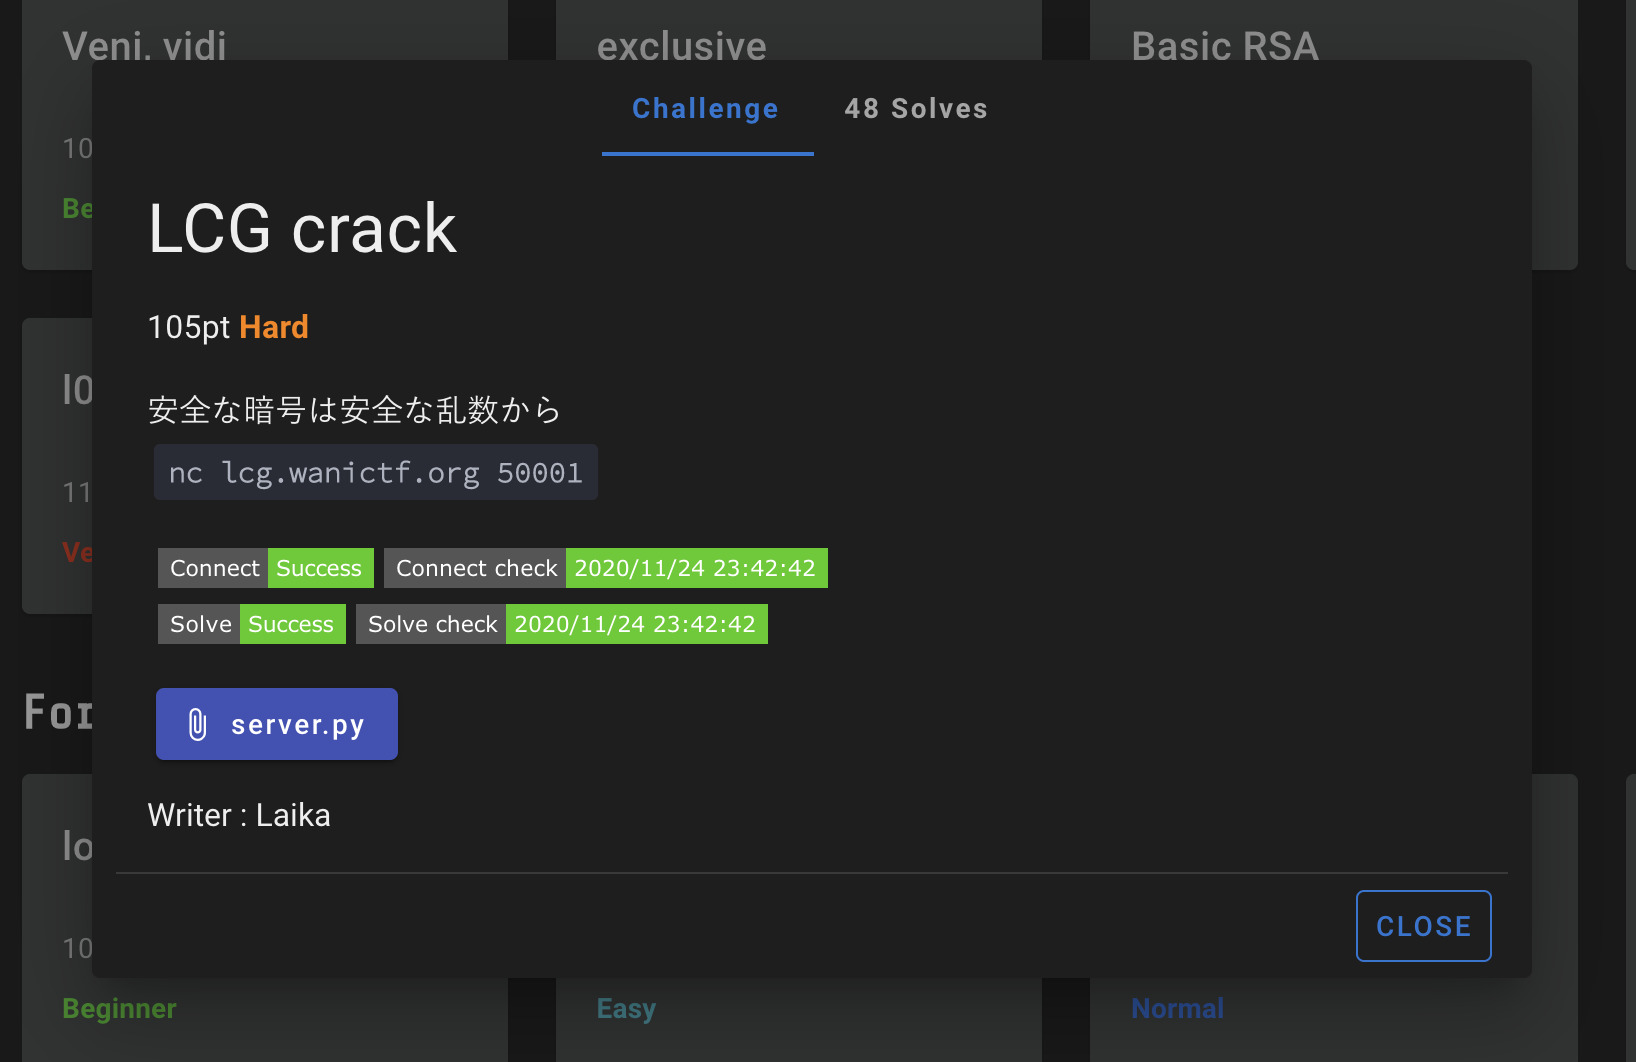 Veni, vidi
exclusive
Basic RSA
Challenge
48 Solves
10
Be
LCG crack
105pt Hard
安全な暗号は安全な乱数から
nc lcg.wanictf.org 50001
11
Ve
Connect Success Connect check 2020/11/24 23:42:42
Solve Success Solve check 2020/11/24 23:42:42
For
server.py
Writer : Laika
lo
10
CLOSE
Beginner
Easy
Normal